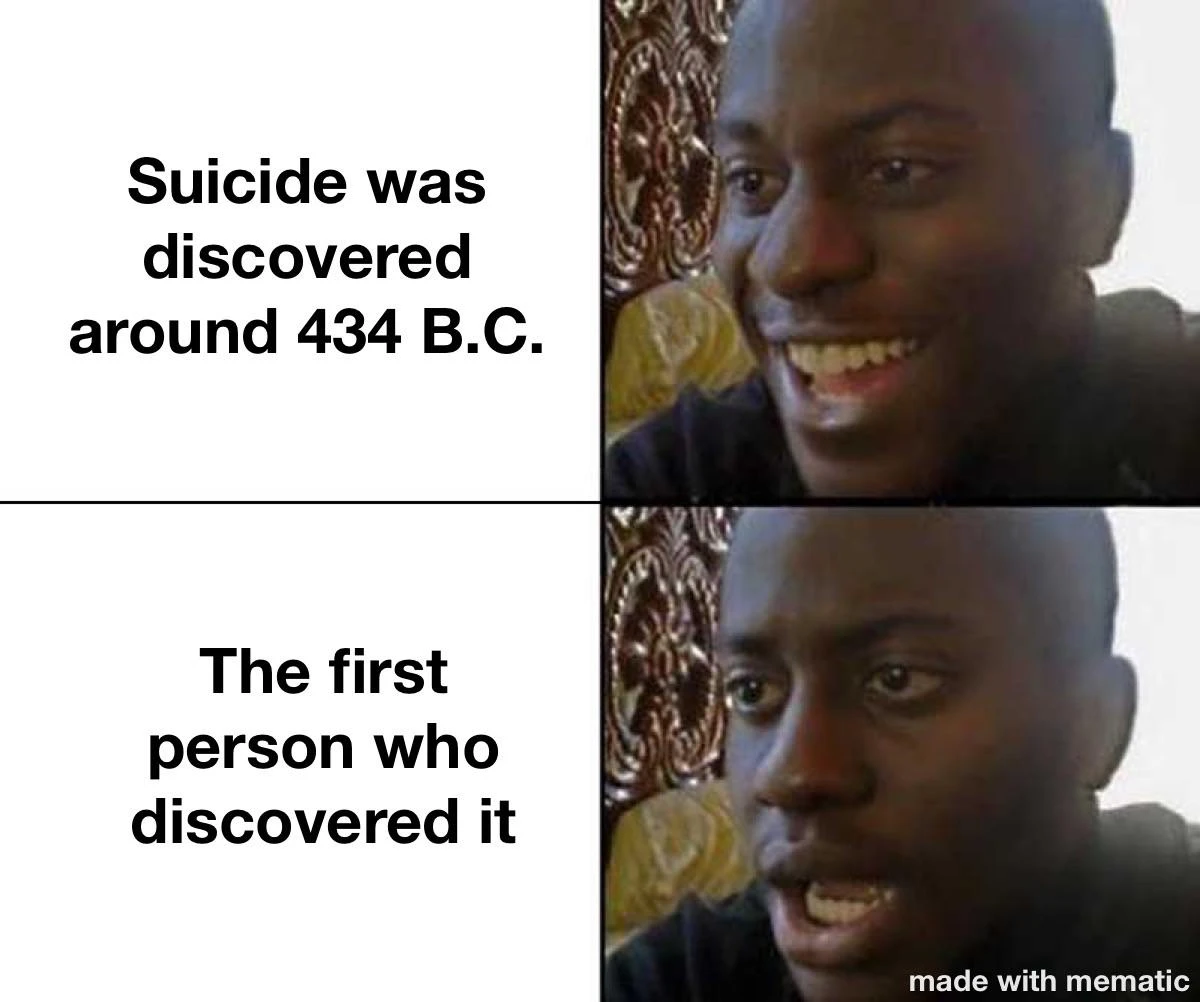 Suicide was
discovered
around 434 B.C.
The first
person who
discovered it
made with mematic